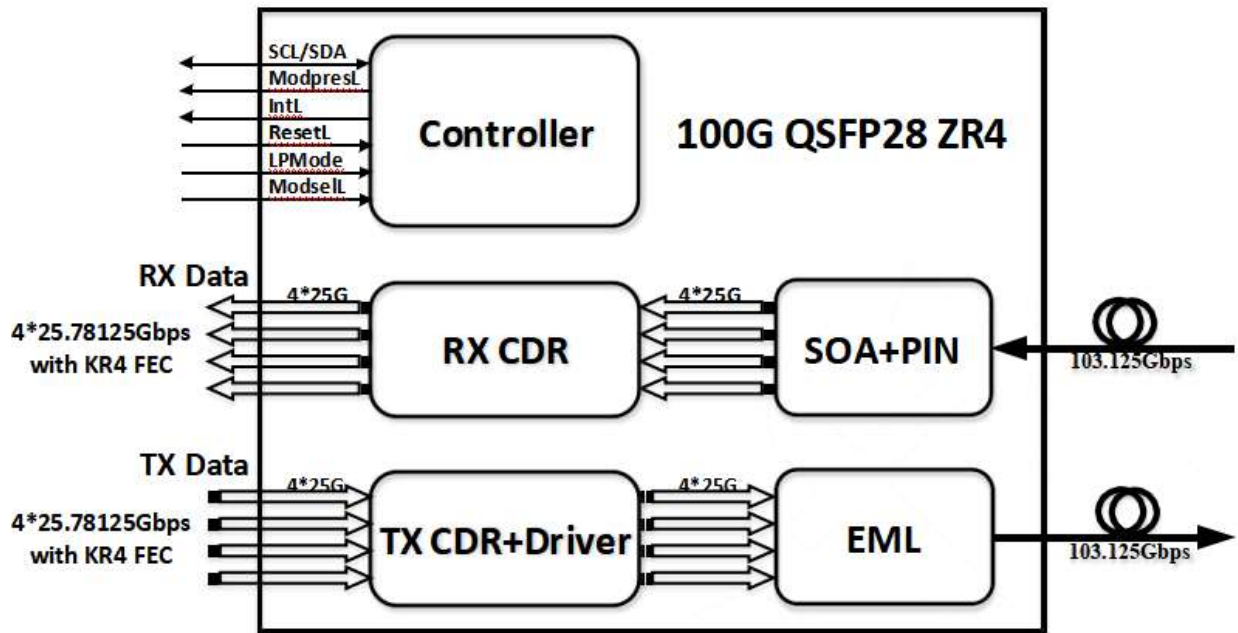 SCL/SDA
ModpresL
IntL
ResetL
LPMode
ModselL
Controller
100G QSFP28 ZR4
RX Data
4*25G
4*25G
4*25.78125Gbps
with KR4 FEC
RX CDR
SOA+PIN
103.125Gbps
TX Data
4*25G
4*25G
4*25.78125Gbps
with KR4 FEC
TX CDR+Driver
EML
103.125Gbps